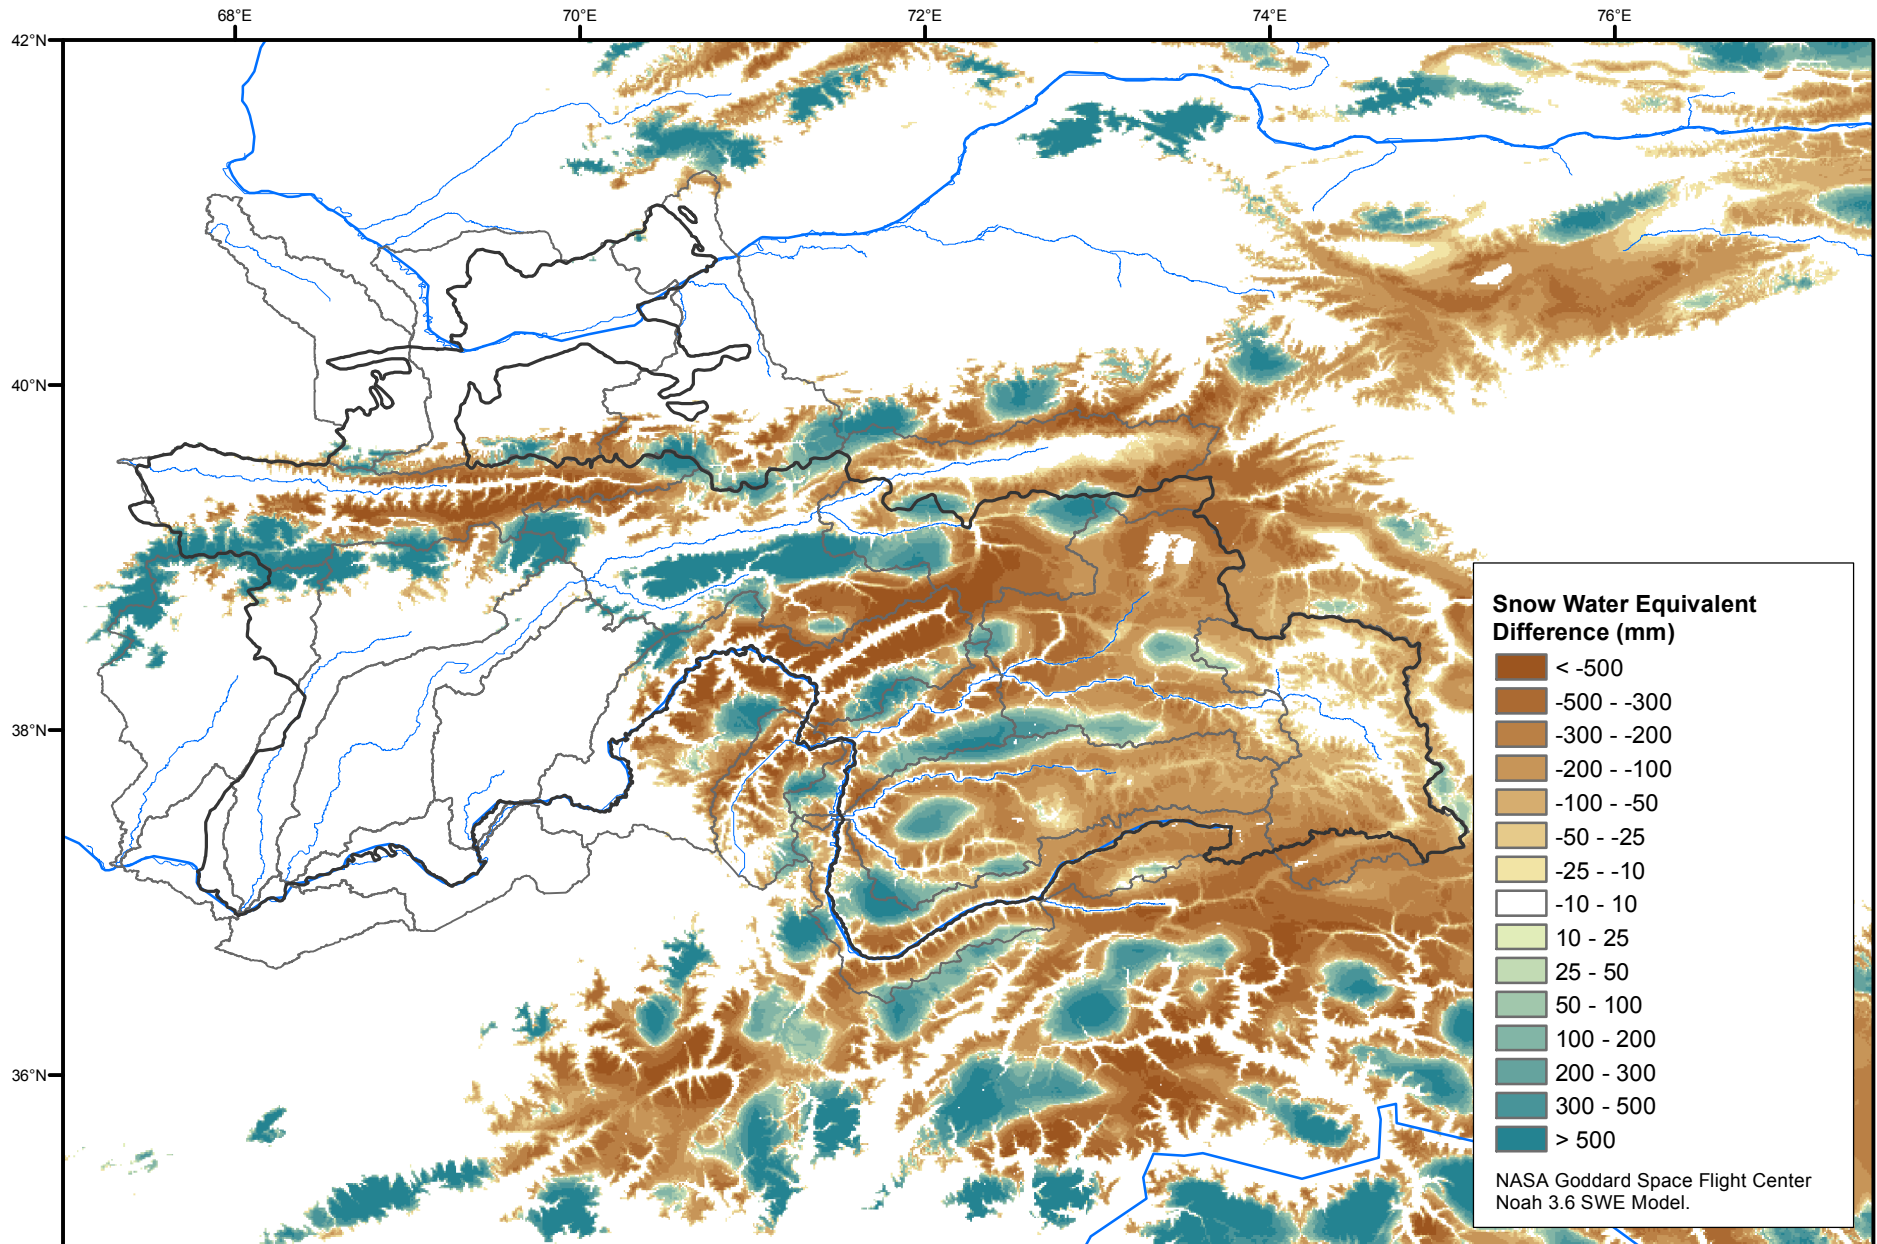 68°E 70°E 72°E 74°E 76°E
42°N
40°N
38°N
36°N
Snow Water Equivalent
Difference (mm)
< -500
-500 - -300
-300 - -200
-200 - -100
-100 - -50
-50 - -25
-25 - -10
-10 - 10
10 - 25
25 - 50
50 - 100
100 - 200
200 - 300
300 - 500
> 500
NASA Goddard Space Flight Center
Noah 3.6 SWE Model.